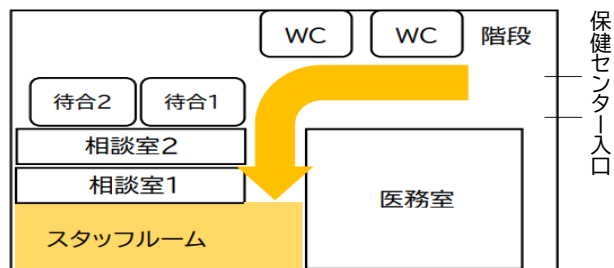 WC
WC
階段
保健センター入口
待合2
待合1
相談室2
相談室1
医務室
スタッフルーム